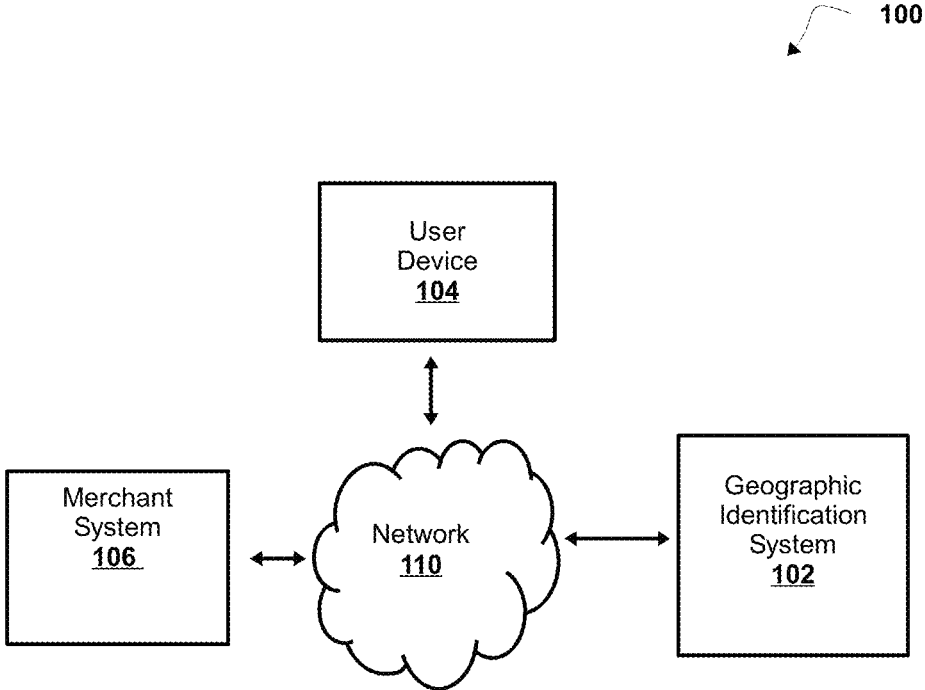 100
User
Device
104
Merchant
System
106
Network
110
Geographic
Identification
System
102